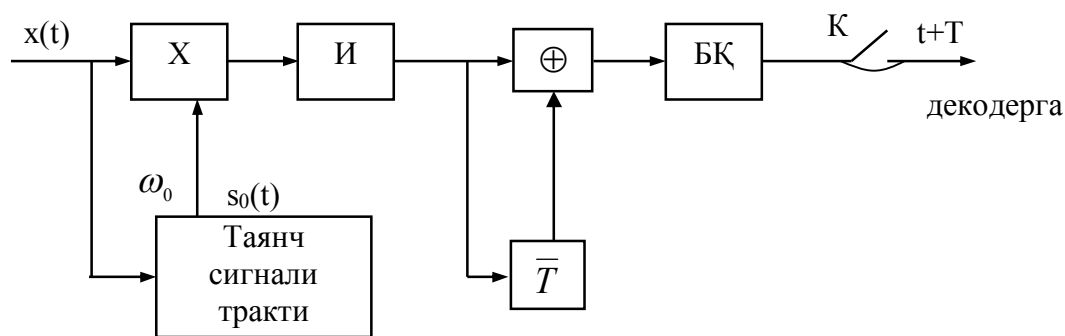 x(t)
X
И
⊕
БҚ
К
t+T
декодерга
ω₀
s₀(t)
Таянч
сигнали
тракти
T̅